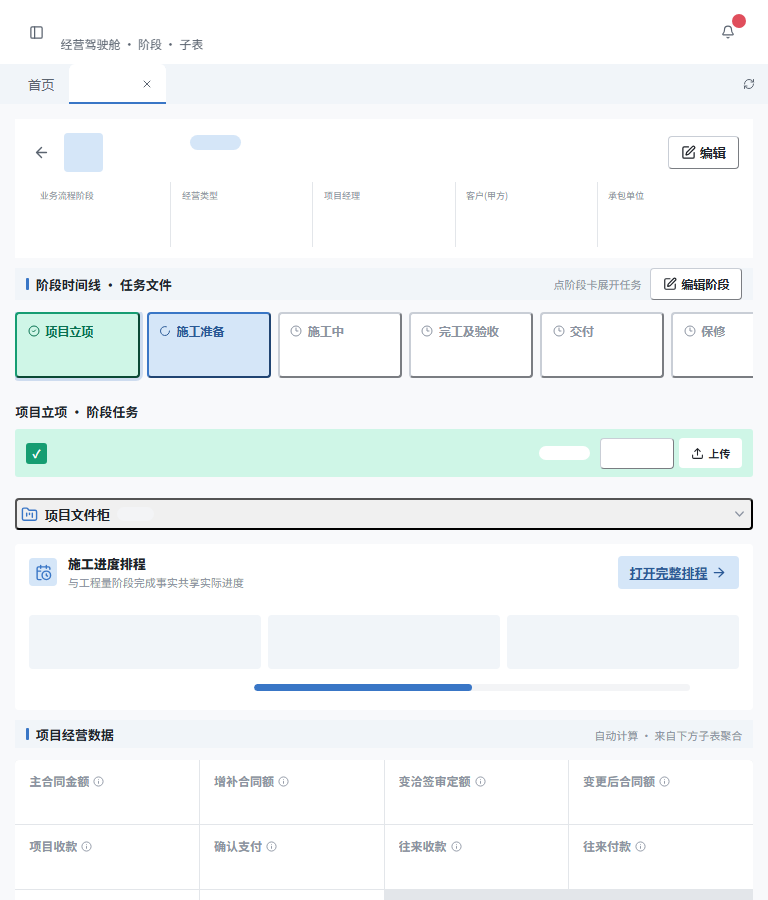 经营驾驶舱 • 阶段 • 子表
首页
编辑
业务流程阶段
经营类型
项目经理
客户(甲方)
承包单位
阶段时间线 • 任务文件
点阶段卡展开任务
编辑阶段
项目立项
施工准备
施工中
完工及验收
交付
保修
项目立项 • 阶段任务
上传
项目文件柜
施工进度排程
与工程量阶段完成事实共享实际进度
打开完整排程
项目经营数据
自动计算 • 来自下方子表聚合
主合同金额
增补合同额
变洽签审定额
变更后合同额
项目收款
确认支付
往来收款
往来付款